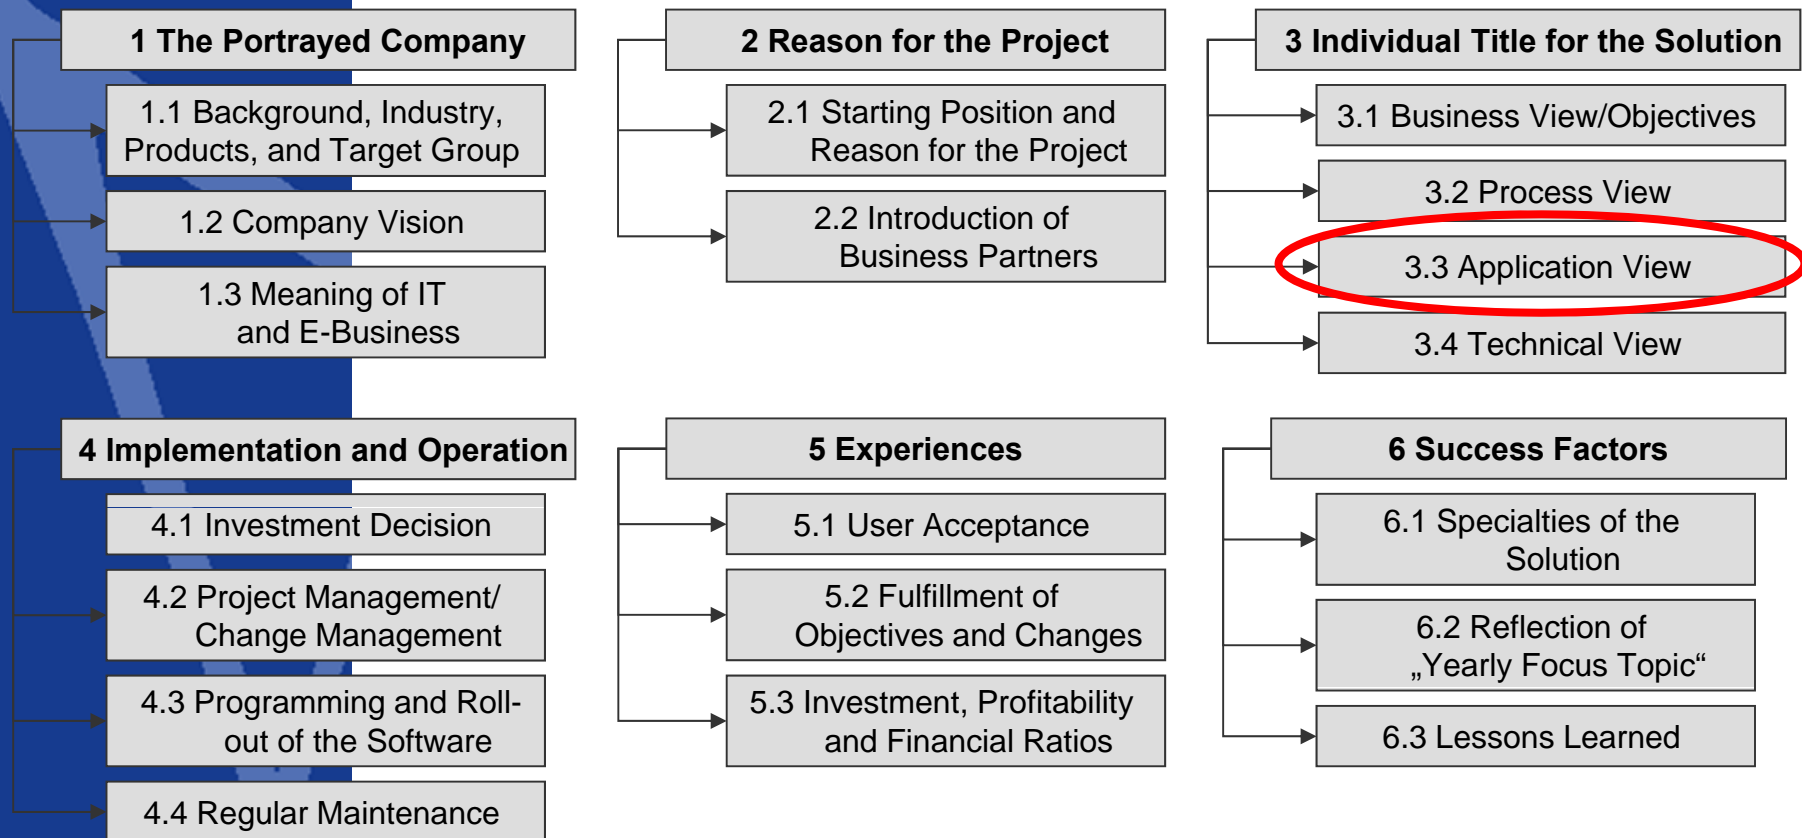 1 The Portrayed Company
1.1 Background, Industry,
Products, and Target Group
1.2 Company Vision
1.3 Meaning of IT
and E-Business
2 Reason for the Project
2.1 Starting Position and
Reason for the Project
2.2 Introduction of
Business Partners
3 Individual Title for the Solution
3.1 Business View/Objectives
3.2 Process View
3.3 Application View
3.4 Technical View
4 Implementation and Operation
4.1 Investment Decision
4.2 Project Management/
Change Management
4.3 Programming and Roll-
out of the Software
4.4 Regular Maintenance
5 Experiences
5.1 User Acceptance
5.2 Fulfillment of
Objectives and Changes
5.3 Investment, Profitability
and Financial Ratios
6 Success Factors
6.1 Specialties of the
Solution
6.2 Reflection of
„Yearly Focus Topic“
6.3 Lessons Learned